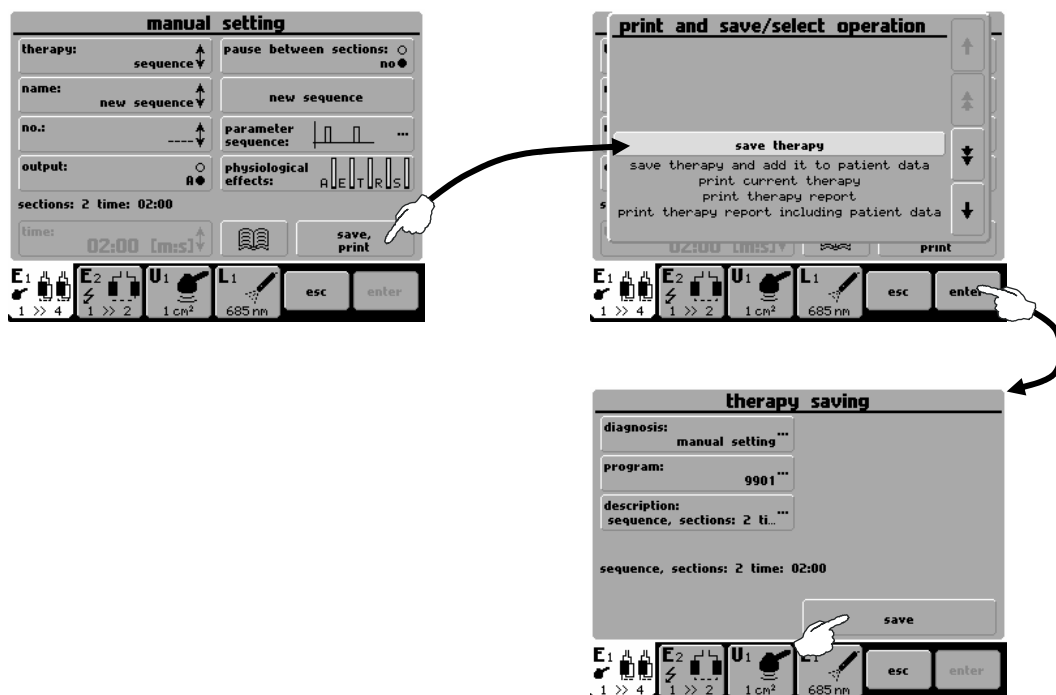 manual setting
therapy:
sequence
pause between sections:
no
name:
new sequence
new sequence
no.:
----
parameter
sequence:
...
output:
A
physiological
effects:
A E T R S
sections: 2 time: 02:00
time:
02:00 [m:s]
save,
print
E1
1 >> 4
E2
1 >> 2
U1
1 cm²
L1
685 nm
esc
enter
print and save/select operation
save therapy
save therapy and add it to patient data
print current therapy
print therapy report
print therapy report including patient data
02:00 [m:s]
print
E1
1 >> 4
E2
1 >> 2
U1
1 cm²
L1
685 nm
esc
enter
therapy saving
diagnosis:
...
manual setting
program:
...
9901
description:
...
sequence, sections: 2 ti…
sequence, sections: 2 time: 02:00
save
E1
1 >> 4
E2
1 >> 2
U1
1 cm²
L1
685 nm
esc
enter